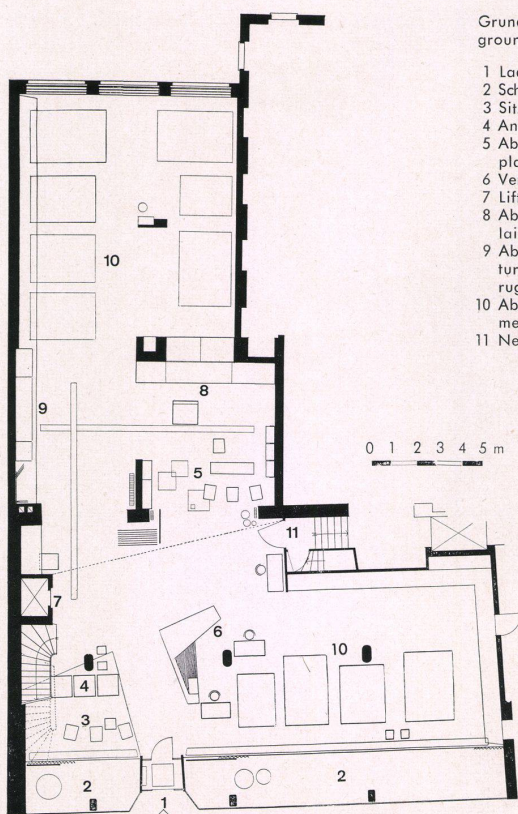 Grun
groun
1 La
2 Sch
3 Sit
4 An
5 Ab
pla
6 Ve
7 Lift
8 Ab
lai
9 Ab
tur
rug
10 Ab
me
11 Ne
10
8
9
0 1 2 3 4 5 m
5
11
7
6
10
4
3
2
2
1